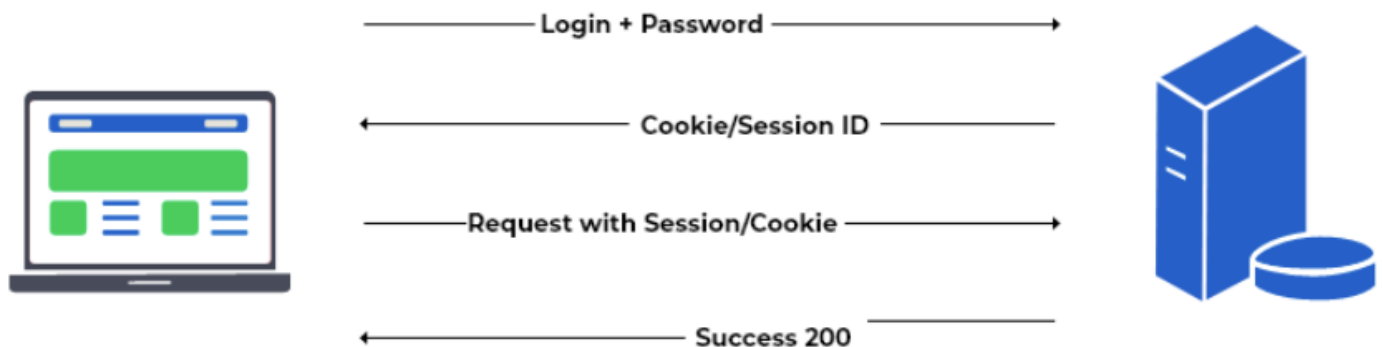 Login + Password
Cookie/Session ID
Request with Session/Cookie
Success 200